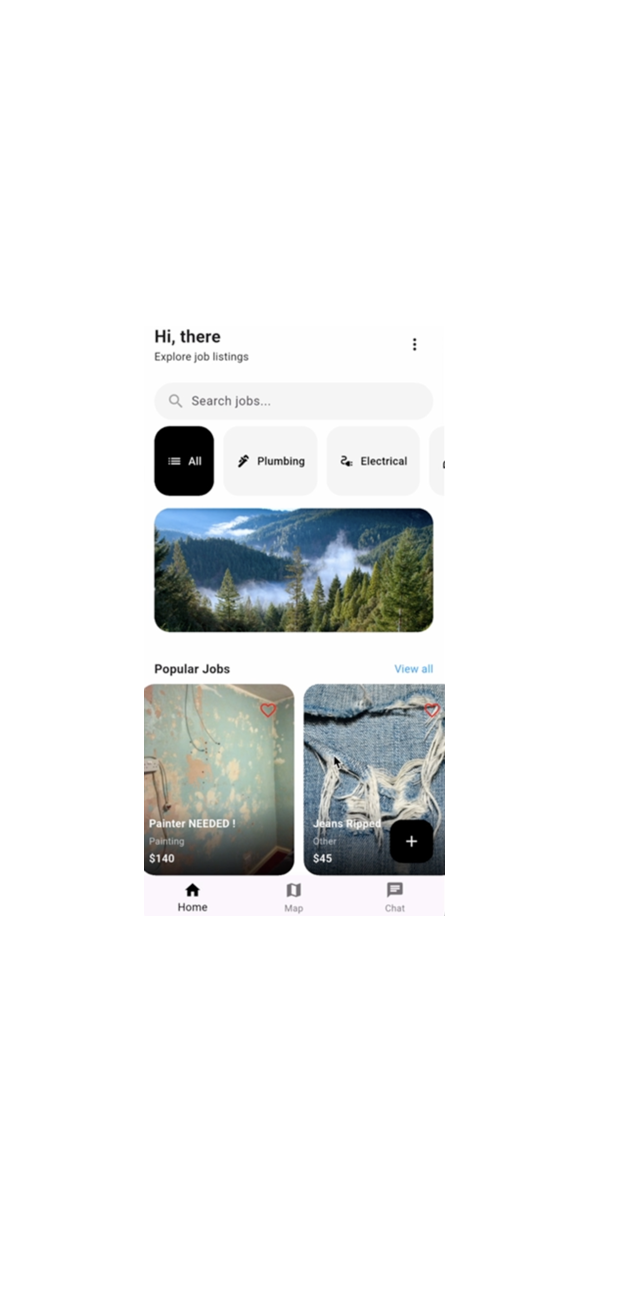 Hi, there
Explore job listings
Search jobs...
All
Plumbing
Electrical
Popular Jobs
View all
Painter NEEDED !
Painting
$140
Jeans Ripped
Other
$45
Home
Map
Chat